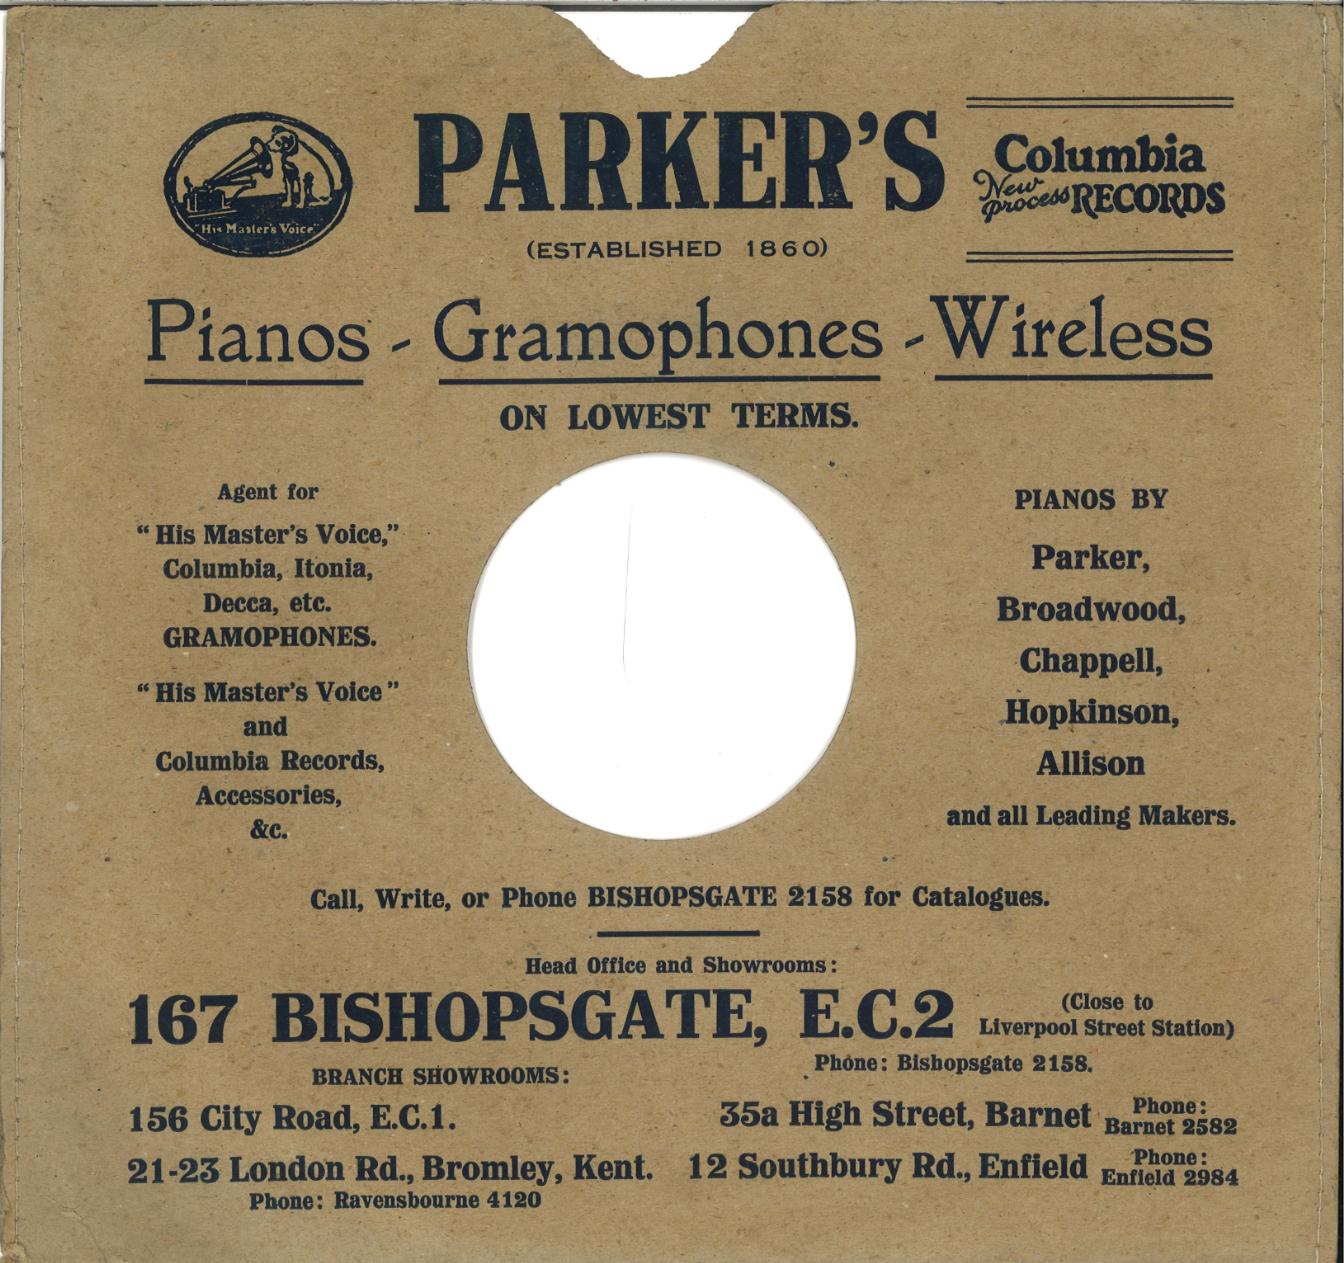 PARKER'S
"His Master's Voice"
Columbia
New Process RECORDS
(ESTABLISHED 1860)
Pianos - Gramophones - Wireless
ON LOWEST TERMS.
Agent for
"His Master's Voice,"
Columbia, Itonia,
Decca, etc.
GRAMOPHONES.
"His Master's Voice"
and
Columbia Records,
Accessories,
&c.
PIANOS BY
Parker,
Broadwood,
Chappell,
Hopkinson,
Allison
and all Leading Makers.
Call, Write, or Phone BISHOPSGATE 2158 for Catalogues.
Head Office and Showrooms:
167 BISHOPSGATE, E.C.2
(Close to
Liverpool Street Station)
Phone: Bishopsgate 2158.
BRANCH SHOWROOMS:
156 City Road, E.C.1.
35a High Street, Barnet
Phone:
Barnet 2582
21-23 London Rd., Bromley, Kent.
Phone: Ravensbourne 4120
12 Southbury Rd., Enfield
Phone:
Enfield 2984